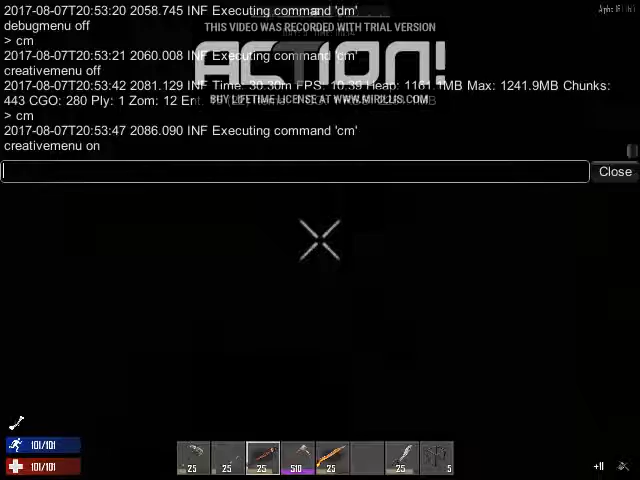 2017-08-07T20:53:20 2058.745 INF Executing command 'dm'
debugmenu off
> cm
2017-08-07T20:53:21 2060.008 INF Executing command 'cm'
creativemenu off
2017-08-07T20:53:42 2081.129 INF Time: 30.30m FPS: 10.39 Heap: 1161.1MB Max: 1241.9MB Chunks:
443 CGO: 280 Ply: 1 Zom: 12
> cm
2017-08-07T20:53:47 2086.090 INF Executing command 'cm'
creativemenu on
THIS VIDEO WAS RECORDED WITH TRIAL VERSION
ACTION!
BUY LIFETIME LICENSE AT WWW.MIRILLIS.COM
Close
101/101
101/101
25
25
25
510
25
25
5
+11